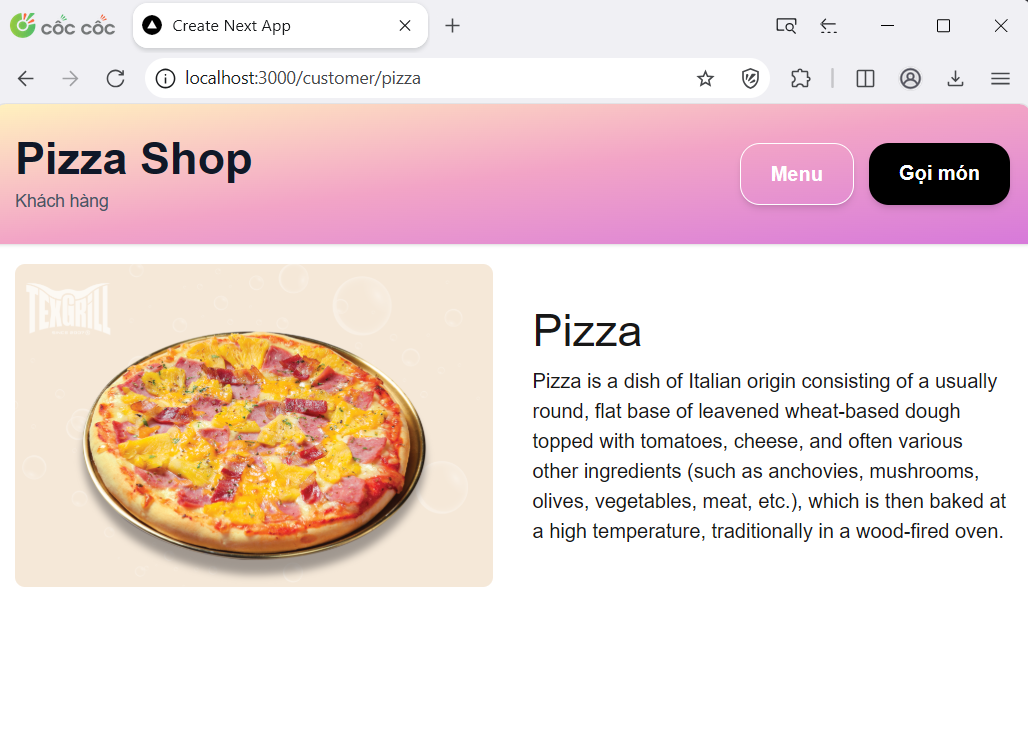 cốc cốc
Create Next App
localhost:3000/customer/pizza
Pizza Shop
Khách hàng
Menu
Gọi món
TEXGRILL
Pizza
Pizza is a dish of Italian origin consisting of a usually
round, flat base of leavened wheat-based dough
topped with tomatoes, cheese, and often various
other ingredients (such as anchovies, mushrooms,
olives, vegetables, meat, etc.), which is then baked at
a high temperature, traditionally in a wood-fired oven.